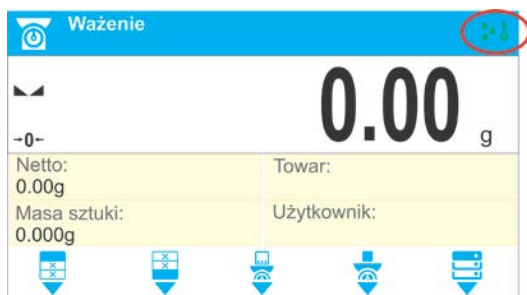 Ważenie
0.00 g
→0←
Netto:
0.00g
Towar:
Masa sztuki:
0.000g
Użytkownik: